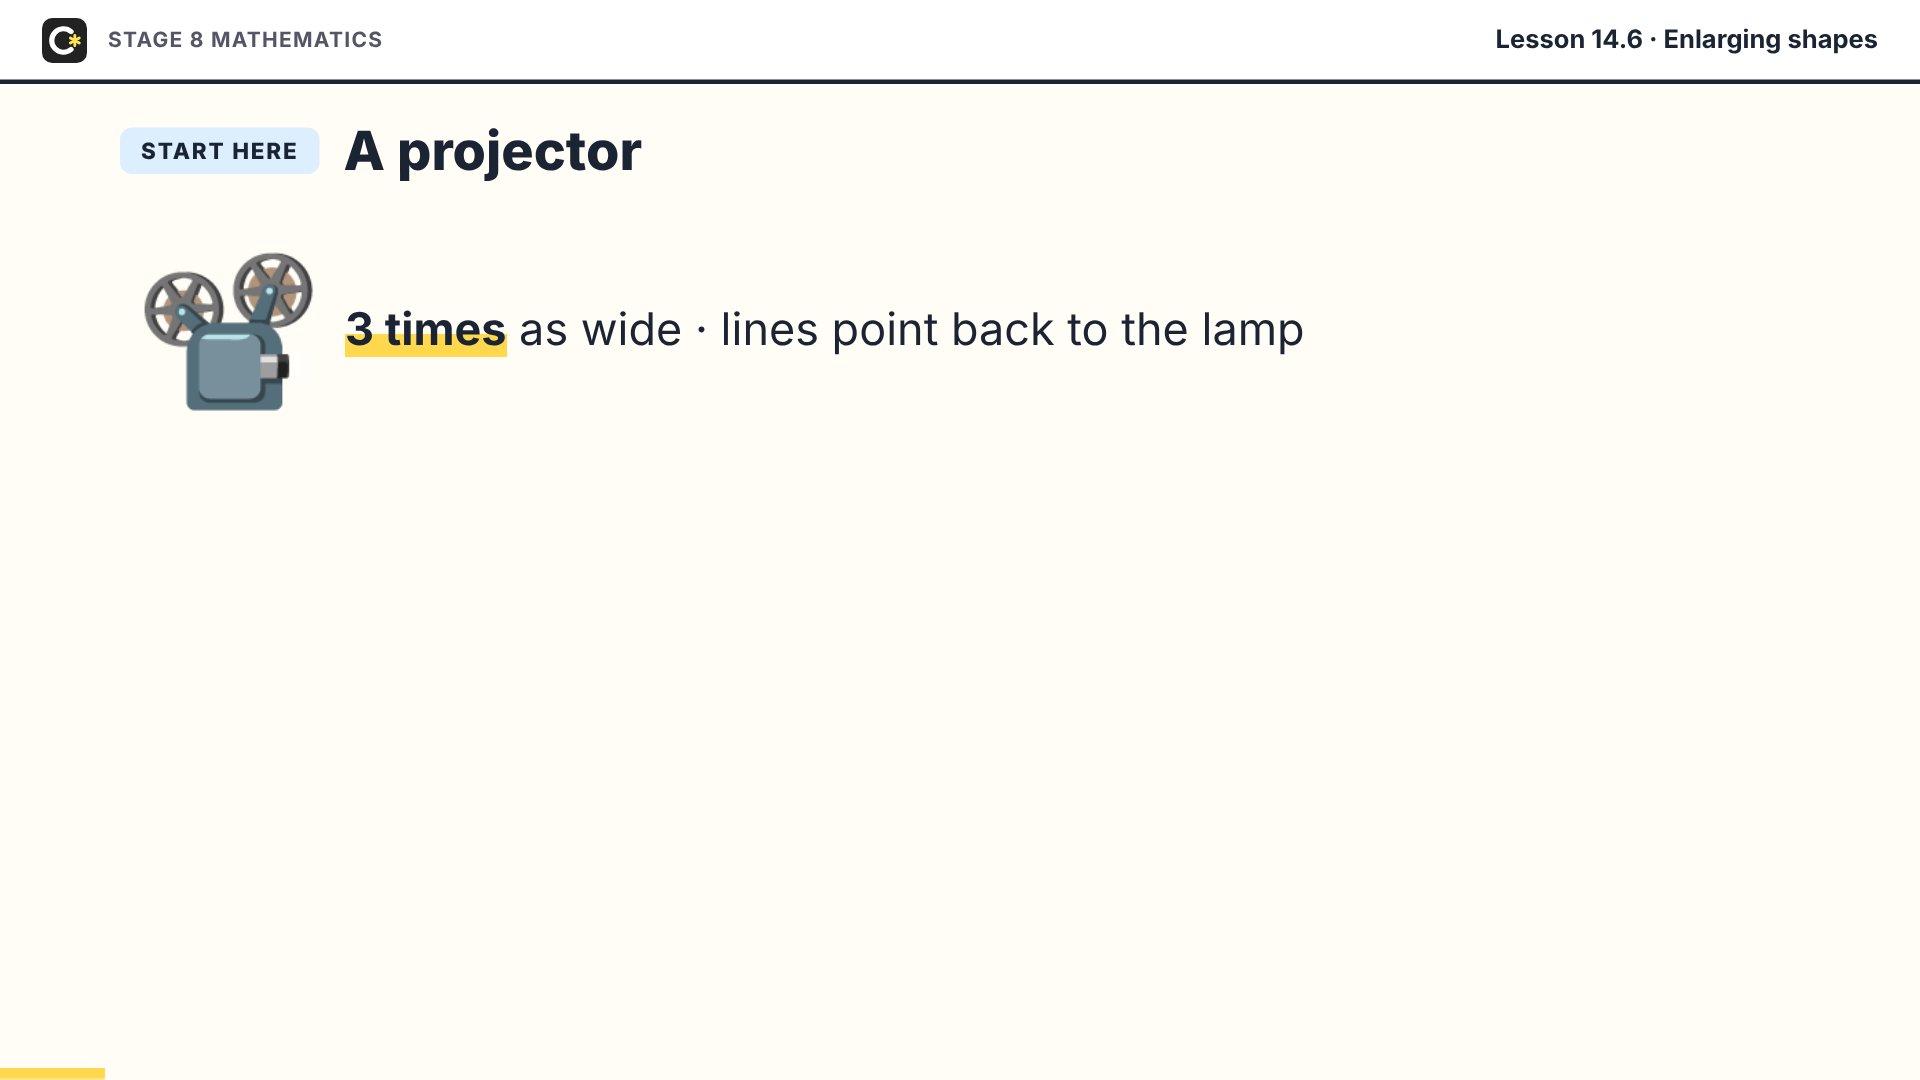 STAGE 8 MATHEMATICS
Lesson 14.6 · Enlarging shapes
START HERE
A projector
3 times as wide · lines point back to the lamp